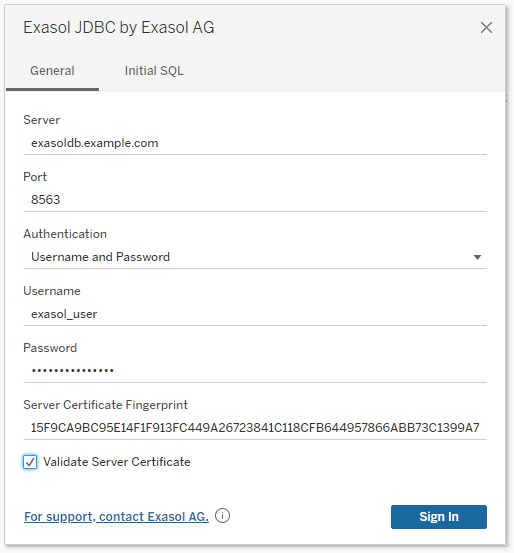 Exasol JDBC by Exasol AG
General
Initial SQL
Server
exasoldb.example.com
Port
8563
Authentication
Username and Password
Username
exasol_user
Password
•••••••••••••••
Server Certificate Fingerprint
15F9CA9BC95E14F1F913FC449A26723841C118CFB644957866ABB73C1399A7
Validate Server Certificate
For support, contact Exasol AG.
Sign In